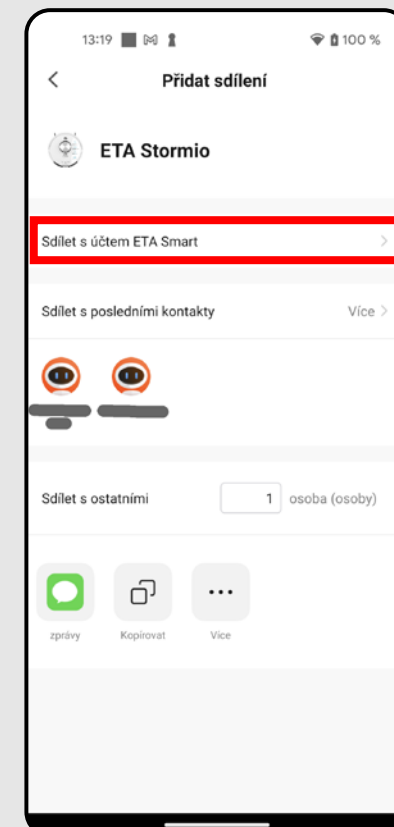 13:19 100 %
Přidat sdílení
ETA Stormio
Sdílet s účtem ETA Smart
Sdílet s posledními kontakty Více
Sdílet s ostatními 1 osoba (osoby)
zprávy Kopírovat Vice